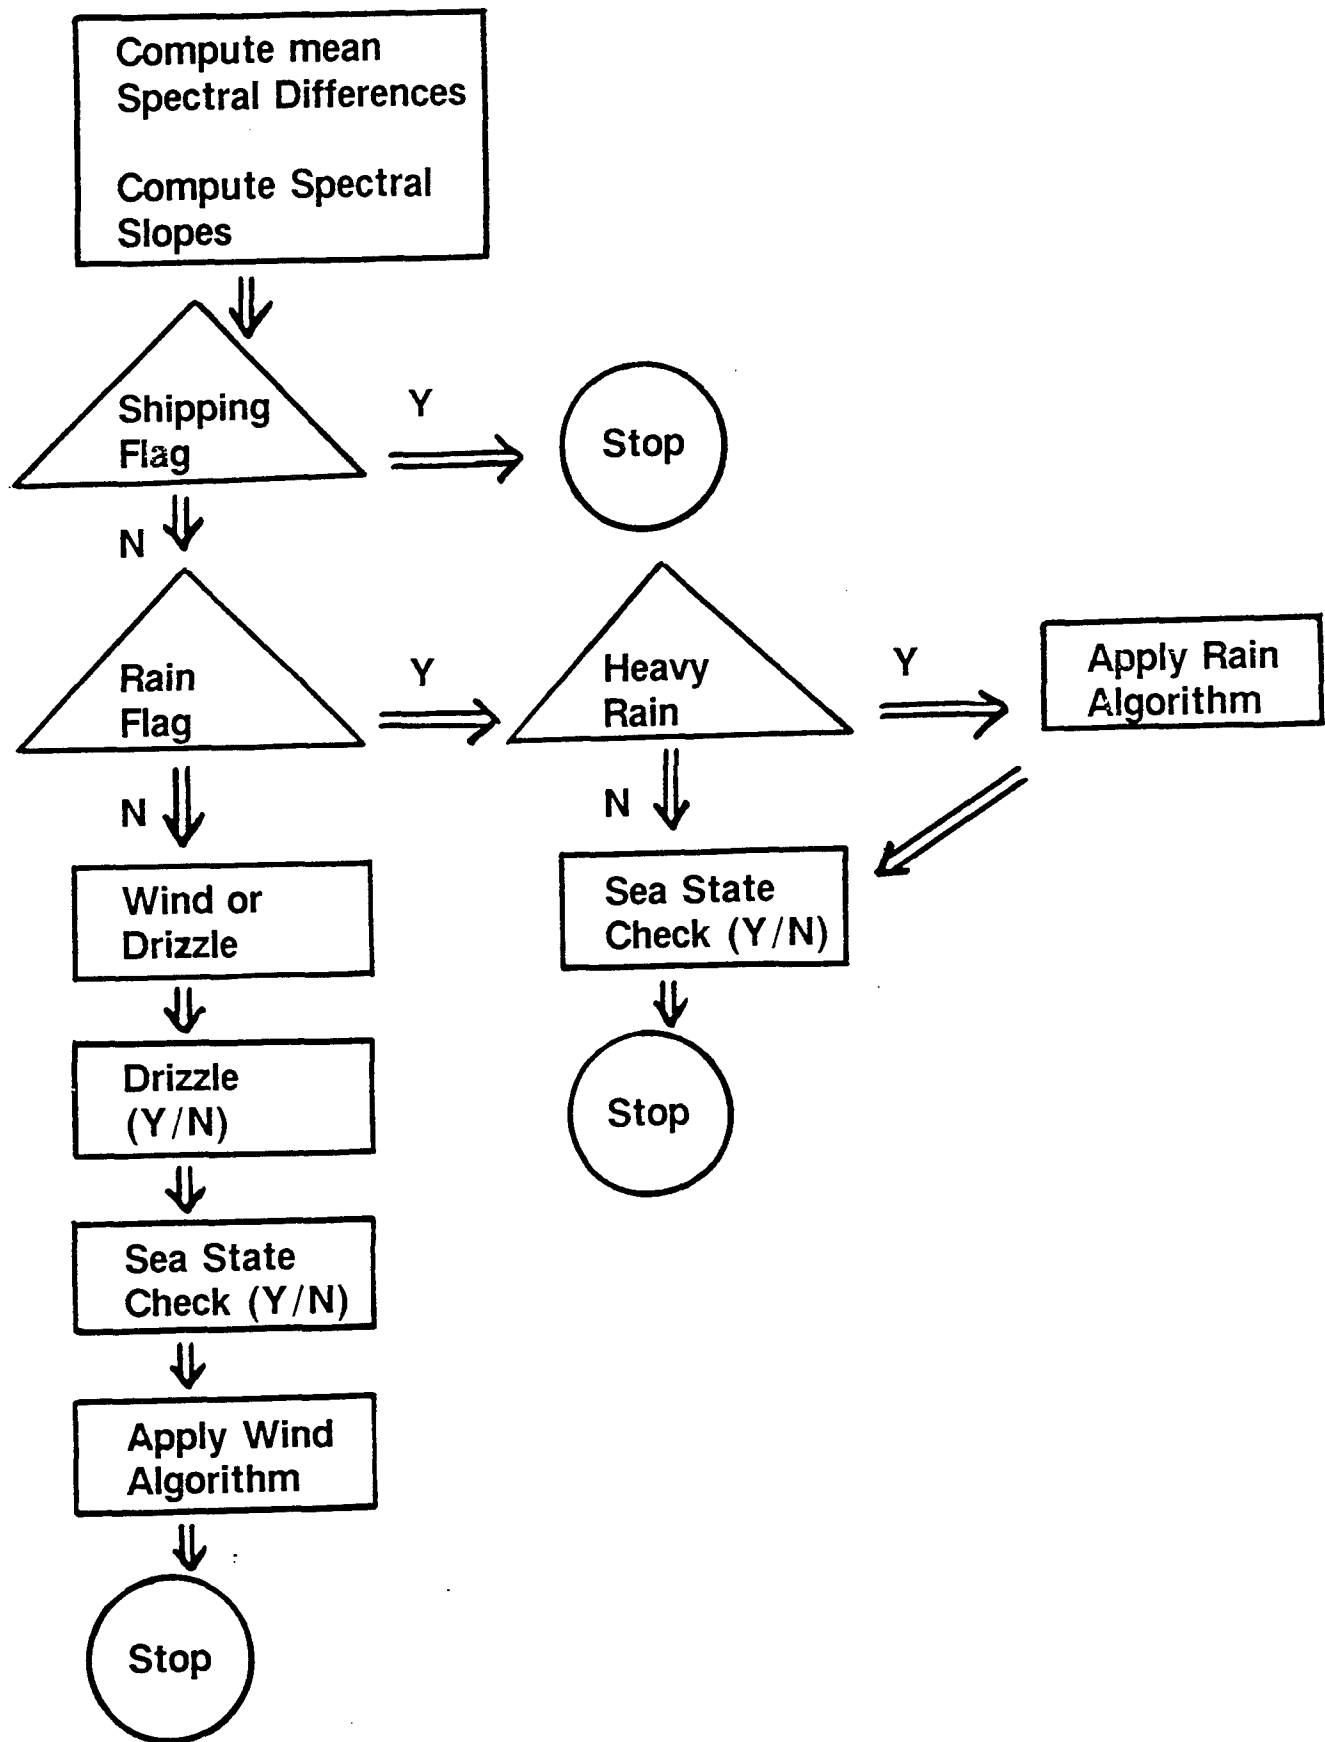 Compute mean
Spectral Differences
Compute Spectral
Slopes
Shipping
Flag
Y
Stop
N
Rain
Flag
Y
Heavy
Rain
Y
Apply Rain
Algorithm
N
N
Wind or
Drizzle
Sea State
Check (Y/N)
Drizzle
(Y/N)
Stop
Sea State
Check (Y/N)
Apply Wind
Algorithm
Stop